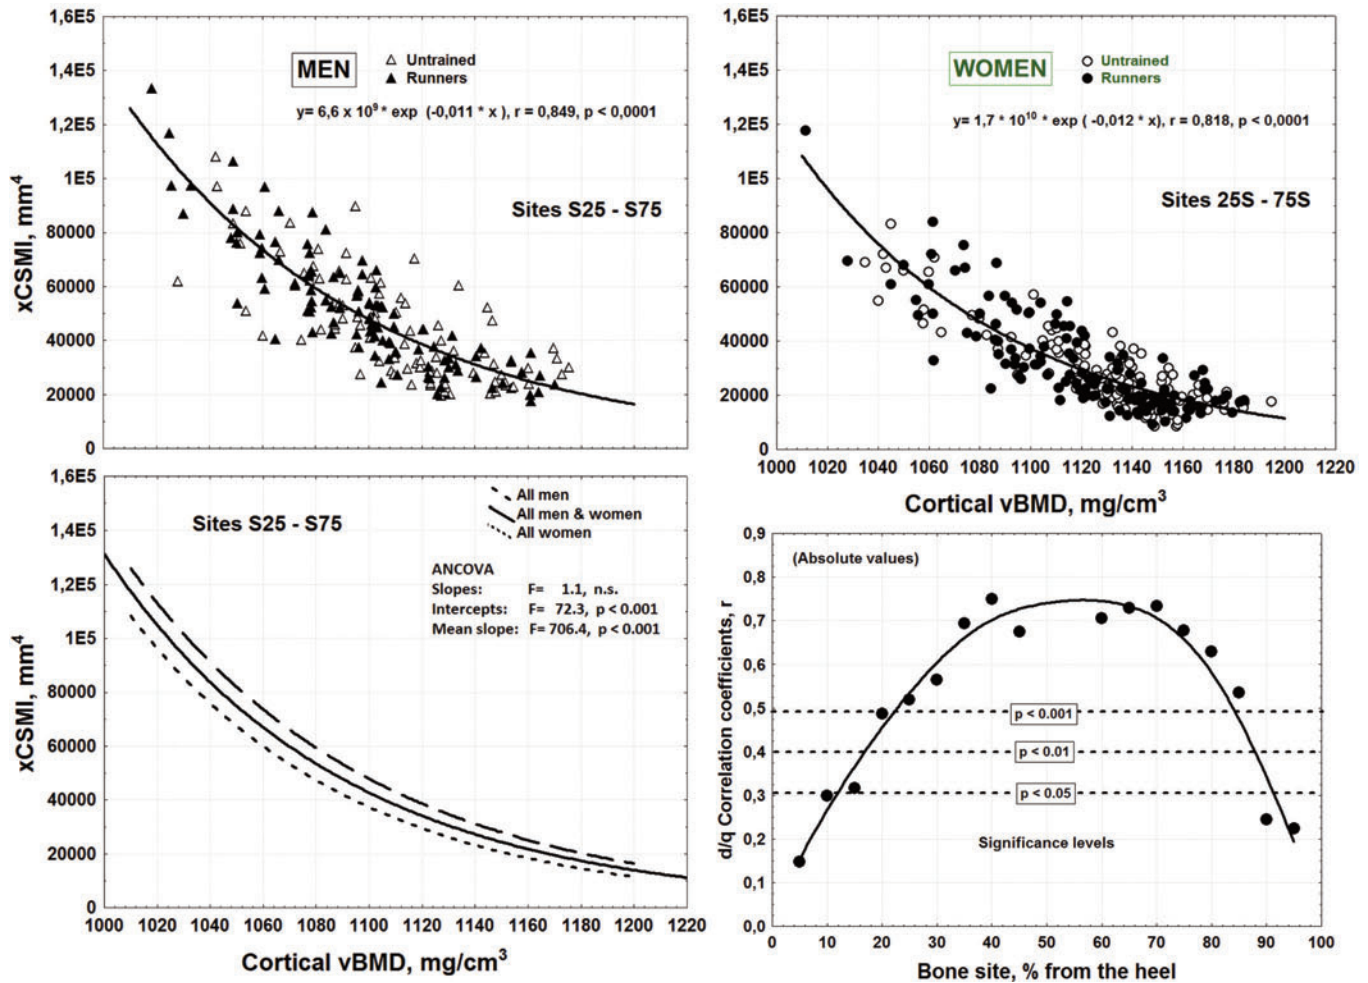 1,6E5
1,4E5
1,2E5
1E5
80000
60000
40000
20000
0
xCSMI, mm⁴
MEN
Untrained
Runners
y= 6,6 x 10⁹ * exp (-0,011 * x ), r = 0,849, p < 0,0001
Sites S25 - S75
1,6E5
1,4E5
1,2E5
1E5
80000
60000
40000
20000
0
WOMEN
Untrained
Runners
y= 1,7 * 10¹⁰ * exp ( -0,012 * x), r = 0,818, p < 0,0001
Sites 25S - 75S
1000 1020 1040 1060 1080 1100 1120 1140 1160 1180 1200 1220
Cortical vBMD, mg/cm³
1,6E5
1,4E5
1,2E5
1E5
80000
60000
40000
20000
0
xCSMI, mm⁴
Sites S25 - S75
All men
All men & women
All women
ANCOVA
Slopes: F= 1.1, n.s.
Intercepts: F= 72.3, p < 0.001
Mean slope: F= 706.4, p < 0.001
1000 1020 1040 1060 1080 1100 1120 1140 1160 1180 1200 1220
Cortical vBMD, mg/cm³
0,9
0,8
0,7
0,6
0,5
0,4
0,3
0,2
0,1
0,0
d/q Correlation coefficients, r
(Absolute values)
p < 0.001
p < 0.01
p < 0.05
Significance levels
0 10 20 30 40 50 60 70 80 90 100
Bone site, % from the heel